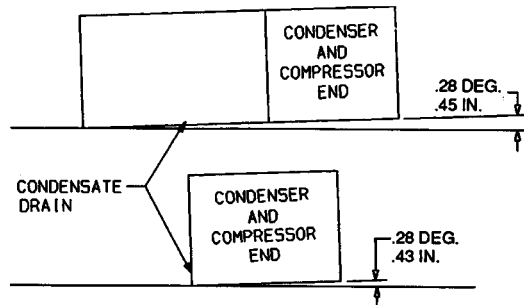 CONDENSER
AND
COMPRESSOR
END
.28 DEG.
.45 IN.
CONDENSATE
DRAIN
CONDENSER
AND
COMPRESSOR
END
.28 DEG.
.43 IN.